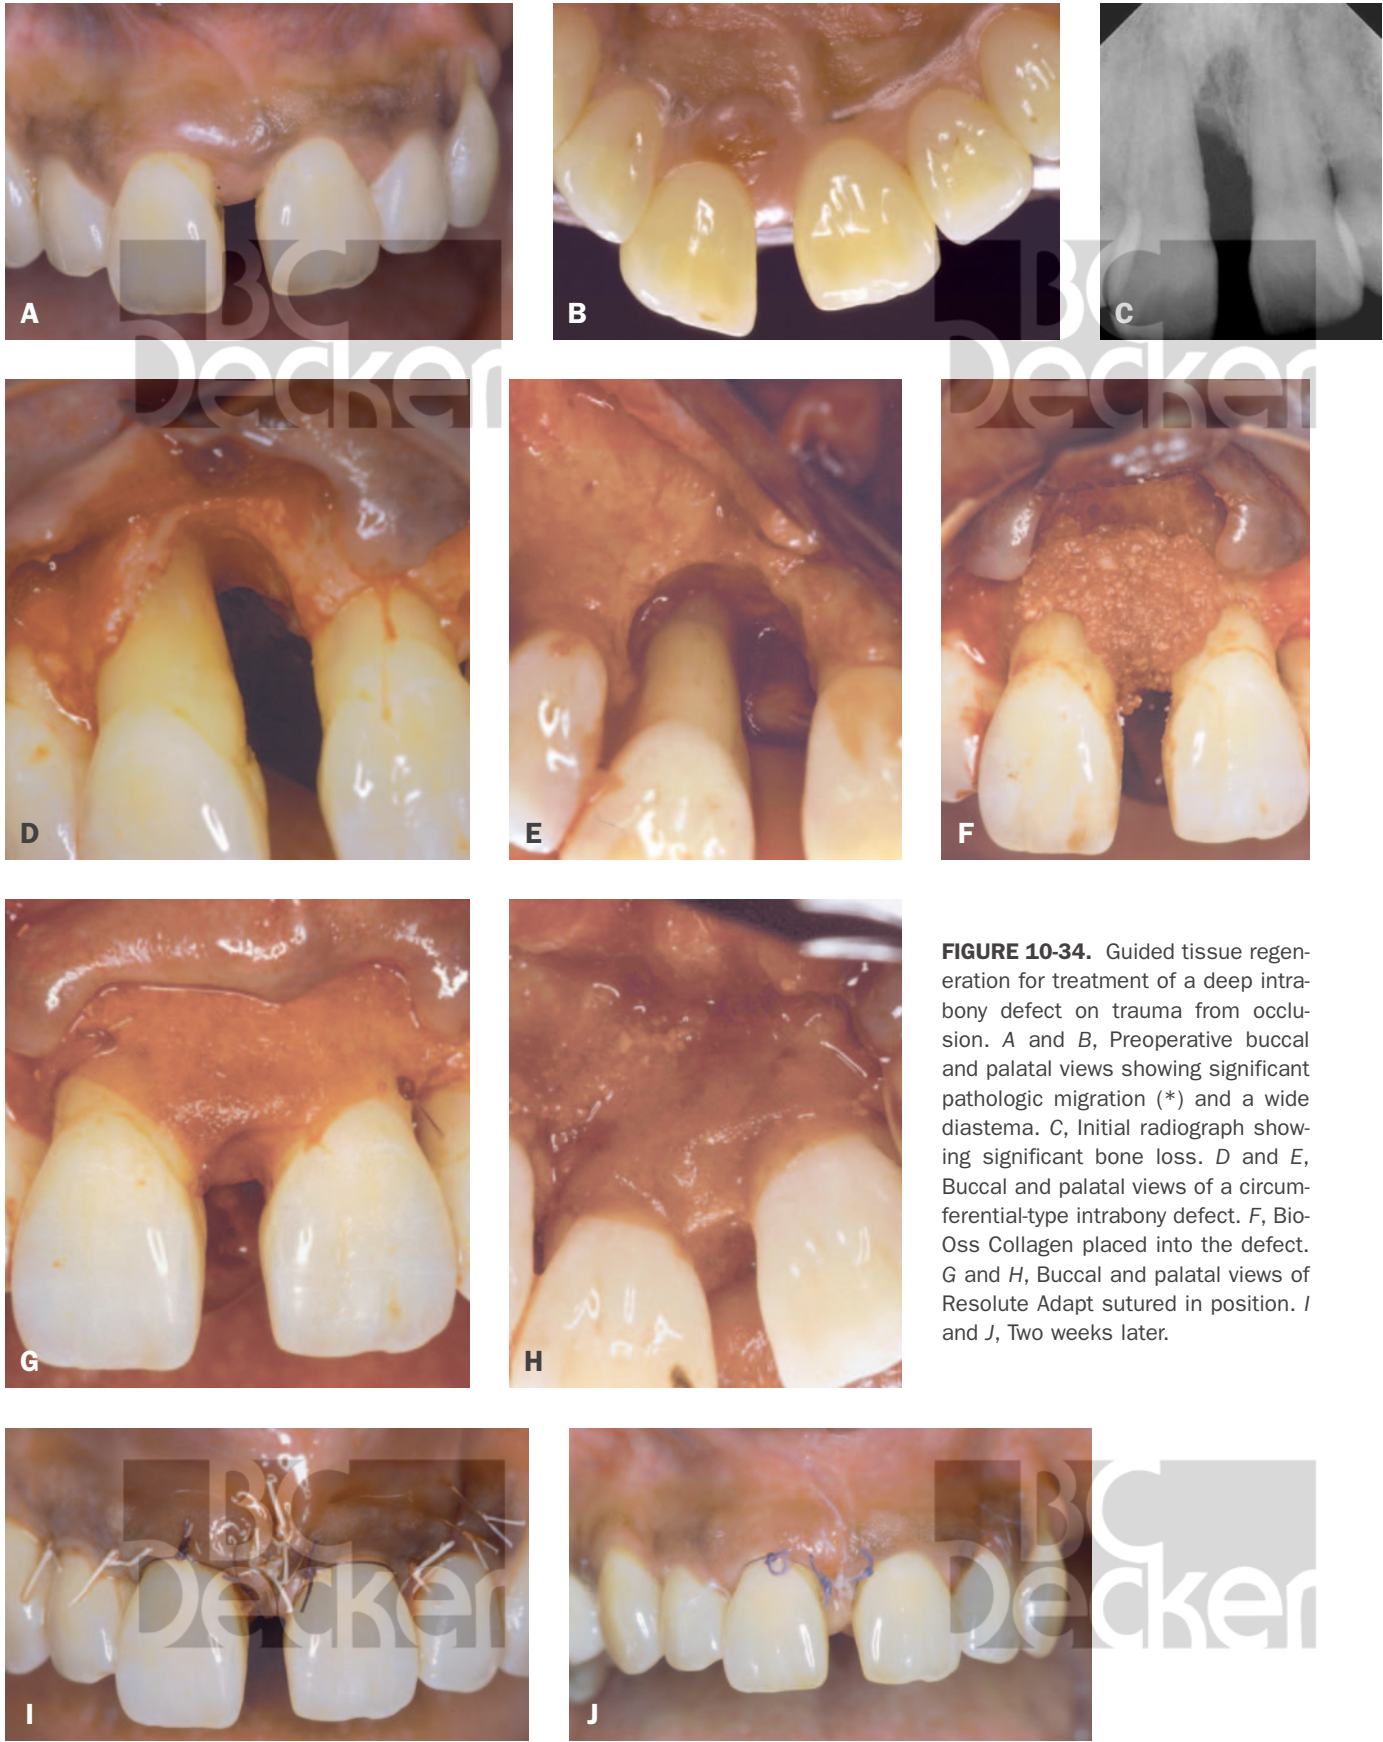 A
B
C
BC
Decker
BC
Decker
D
E
F
G
H
FIGURE 10-34. Guided tissue regen-
eration for treatment of a deep intra-
bony defect on trauma from occlu-
sion. A and B, Preoperative buccal
and palatal views showing significant
pathologic migration (*) and a wide
diastema. C, Initial radiograph show-
ing significant bone loss. D and E,
Buccal and palatal views of a circum-
ferential-type intrabony defect. F, Bio-
Oss Collagen placed into the defect.
G and H, Buccal and palatal views of
Resolute Adapt sutured in position. I
and J, Two weeks later.
BC
Decker
BC
Decker
I
J